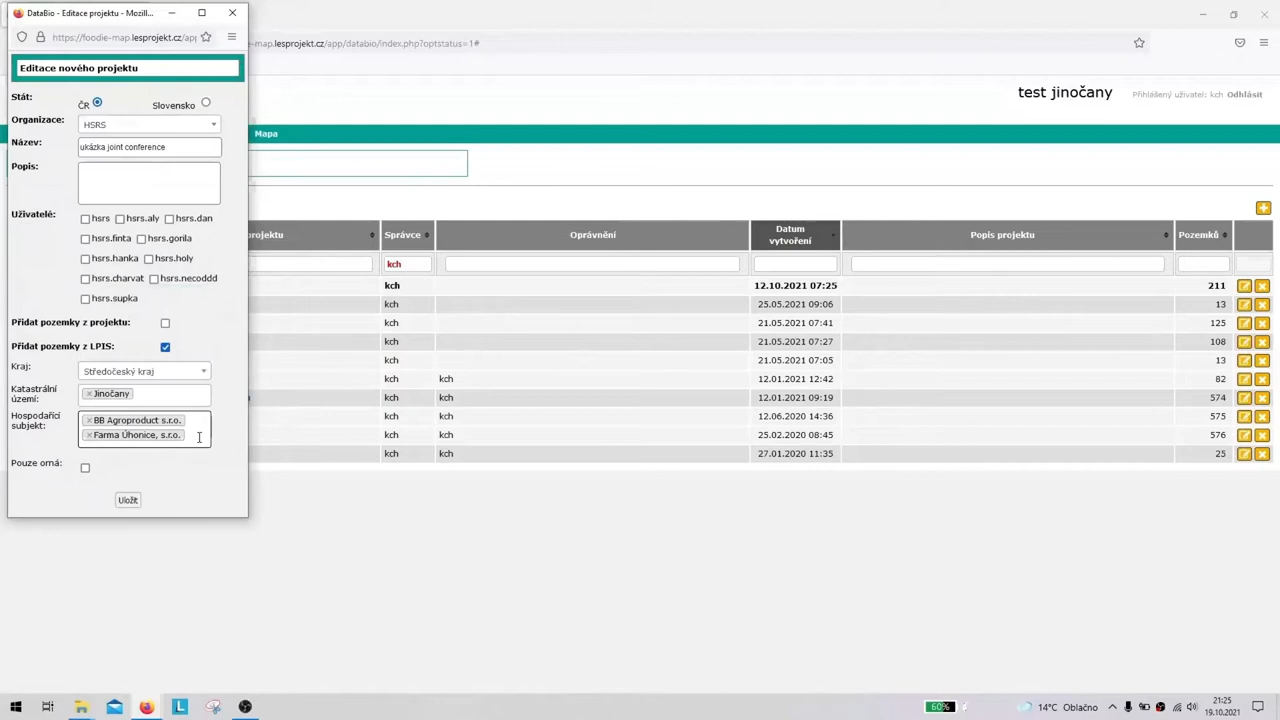 DataBio - Editace projektu - Mozill...
https://foodie-map.lesprojekt.cz/app
Editace nového projektu
Stát:
ČR
Slovensko
Organizace:
HSRS
Název:
ukázka joint conference
Popis:
Uživatelé:
hsrs hsrs.aly hsrs.dan
hsrs.finta hsrs.gorila
hsrs.hanka hsrs.holy
hsrs.charvat hsrs.necoddd
hsrs.supka
Přidat pozemky z projektu:
Přidat pozemky z LPIS:
Kraj:
Středočeský kraj
Katastrální
území:
×Jinočany
Hospodařící
subjekt:
×BB Agroproduct s.r.o.
×Farma Úhonice, s.r.o.
Pouze orná:
Uložit
foodie-map.lesprojekt.cz/app/databio/index.php?optstatus=1#
test jinočany
Přihlášený uživatel: kch Odhlásit
Mapa
projektu Správce Oprávnění Datum vytvoření Popis projektu Pozemků
kch
kch 12.10.2021 07:25 211
kch 25.05.2021 09:06 13
kch 21.05.2021 07:41 125
kch 21.05.2021 07:27 108
kch 21.05.2021 07:05 13
kch kch 12.01.2021 12:42 82
kch kch 12.01.2021 09:19 574
kch kch 12.06.2020 14:36 575
kch kch 25.02.2020 08:45 576
kch kch 27.01.2020 11:35 25
60%
14°C Oblačno
21:25
19.10.2021